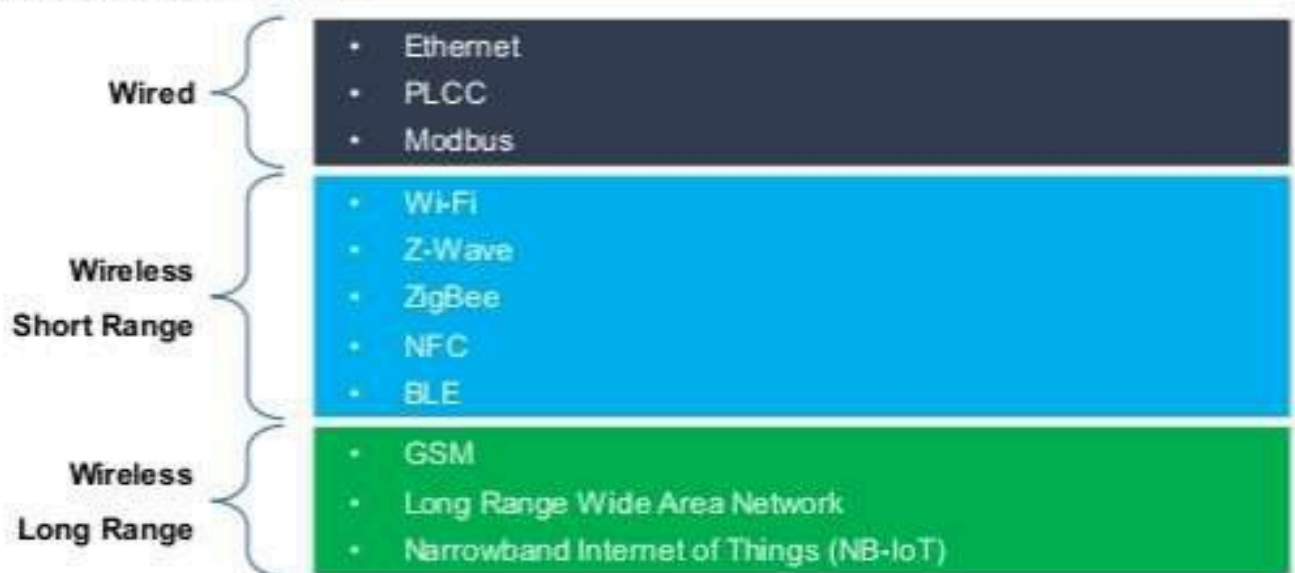 Wired
• Ethernet
• PLCC
• Modbus
Wireless
Short Range
• Wi-Fi
• Z-Wave
• ZigBee
• NFC
• BLE
Wireless
Long Range
• GSM
• Long Range Wide Area Network
• Narrowband Internet of Things (NB-IoT)